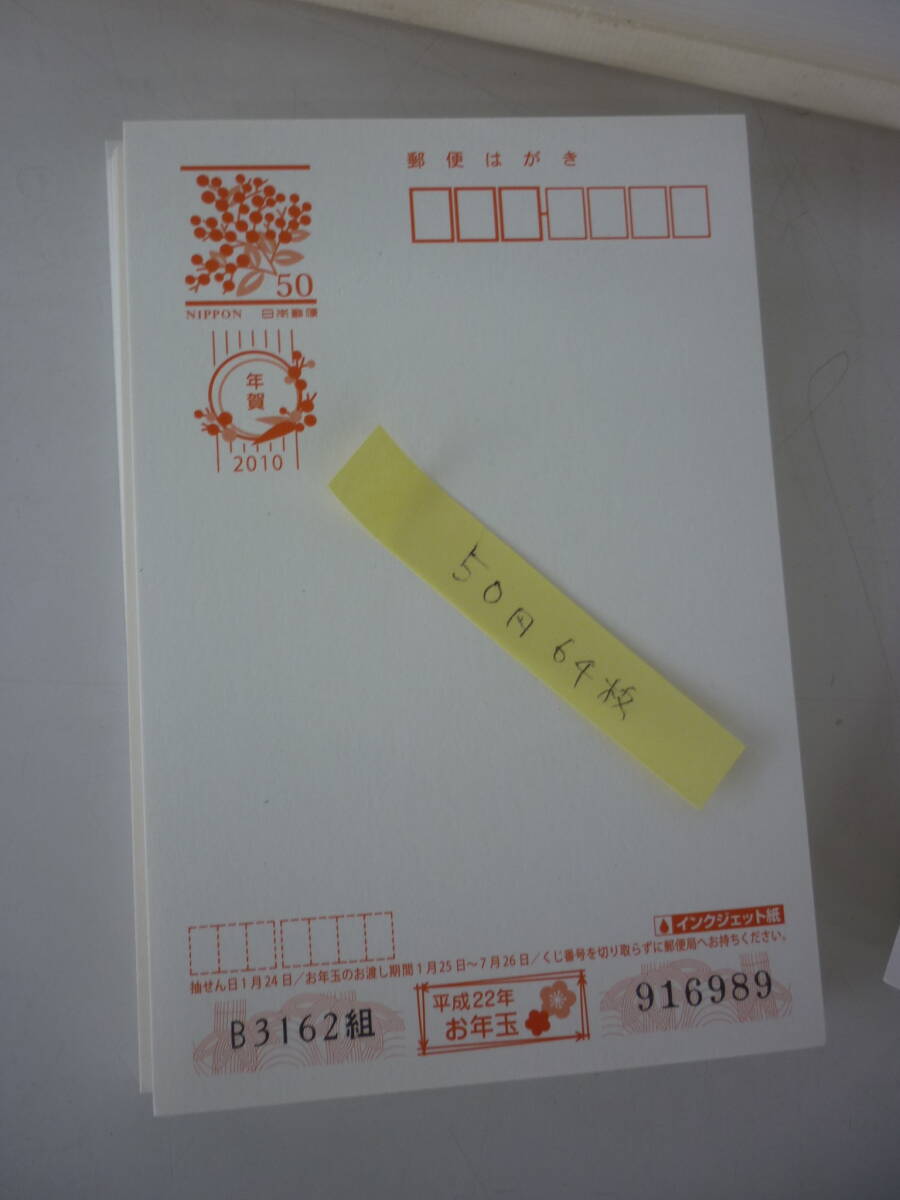 郵便はがき
50
NIPPON 日本郵便
年賀
2010
50円 64枚
インクジェット紙
抽せん日1月24日/お年玉のお渡し期間1月25日〜7月26日/くじ番号を切り取らずに郵便局へお持ちください。
B3162組
平成22年
お年玉
916989